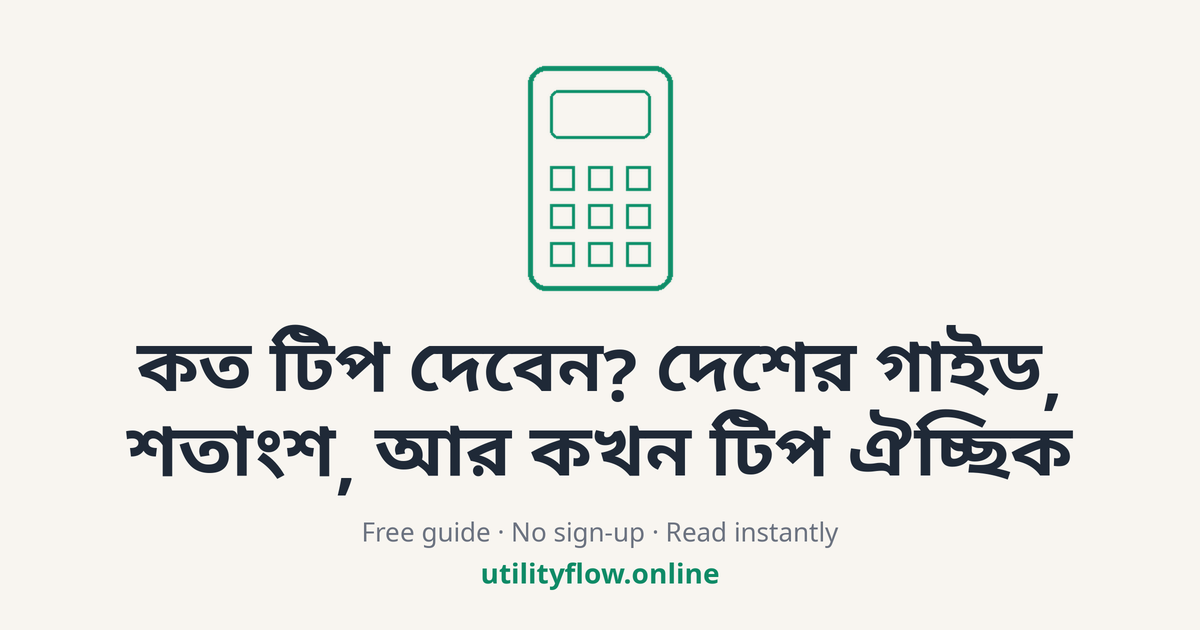 কত টিপ দেবেন? দেশের গাইড,
শতাংশ, আর কখন টিপ ঐচ্ছিক
Free guide · No sign-up · Read instantly
utilityflow.online